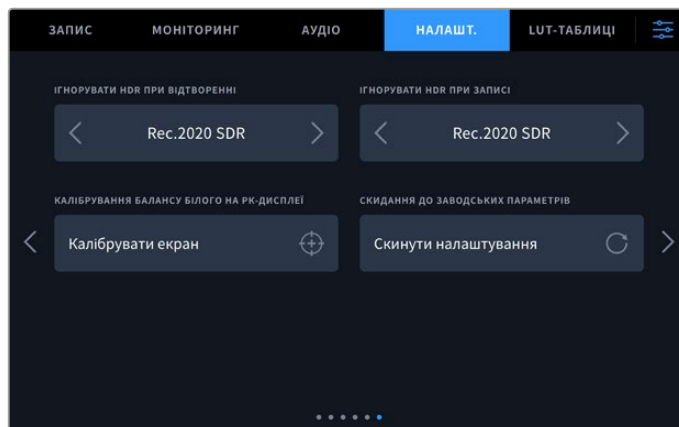 ЗАПИС МОНІТОРИНГ АУДІО НАЛАШТ. LUT-ТАБЛИЦІ
ІГНОРУВАТИ HDR ПРИ ВІДТВОРЕННІ ІГНОРУВАТИ HDR ПРИ ЗАПИСІ
Rec.2020 SDR Rec.2020 SDR
КАЛІБРУВАННЯ БАЛАНСУ БІЛОГО НА РК-ДИСПЛЕЇ СКИДАННЯ ДО ЗАВОДСЬКИХ ПАРАМЕТРІВ
Калібрувати екран Скинути налаштування